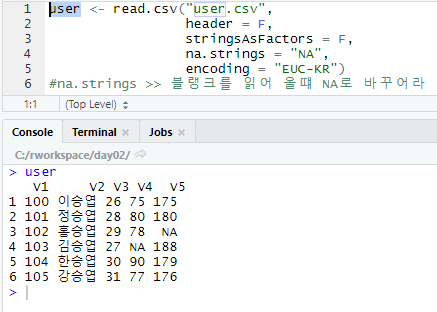 1 user <- read.csv("user.csv",
2 header = F,
3 stringsAsFactors = F,
4 na.strings = "NA",
5 encoding = "EUC-KR")
6 #na.strings >> 블랭크를 읽어 올떄 NA로 바꾸어라
1:1 (Top Level)
Console Terminal Jobs
C:/rworkspace/day02/
> user
V1 V2 V3 V4 V5
1 100 이승엽 26 75 175
2 101 정승엽 28 80 180
3 102 홍승엽 29 78 NA
4 103 김승엽 27 NA 188
5 104 한승엽 30 90 179
6 105 강승엽 31 77 176
>